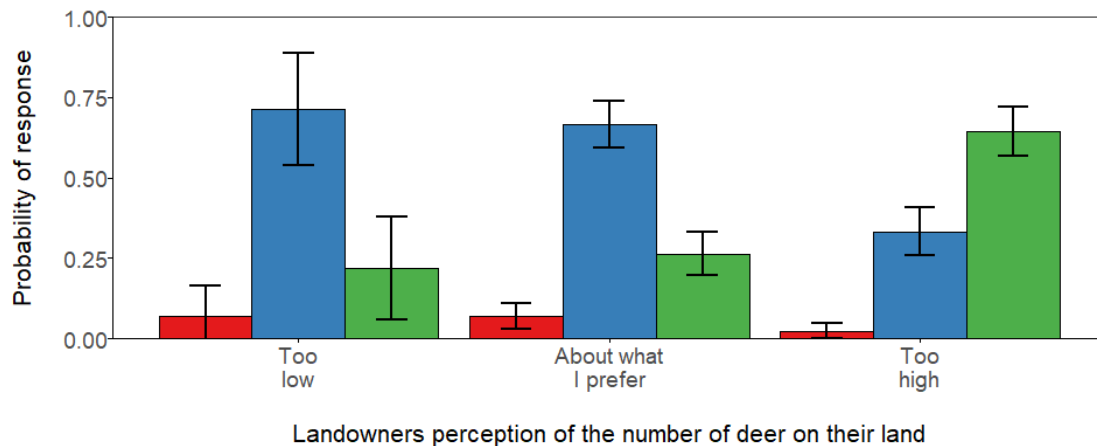 Probability of response
1.00
0.75
0.50
0.25
0.00
Too
low
About what
I prefer
Too
high
Landowners perception of the number of deer on their land